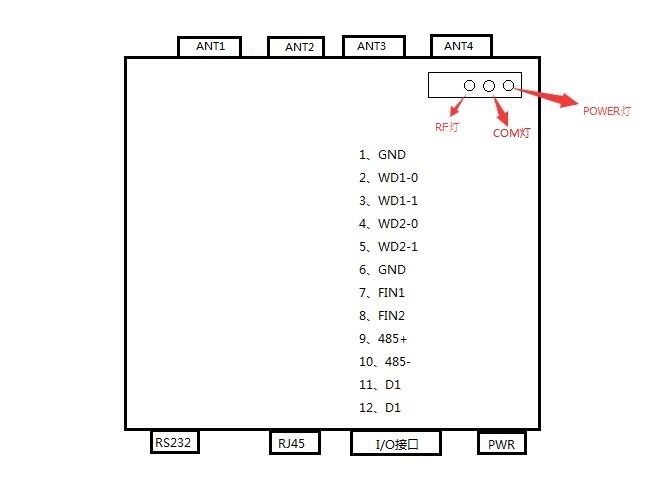 ANT1 ANT2 ANT3 ANT4
RF灯 COM灯 POWER灯
1、GND
2、WD1-0
3、WD1-1
4、WD2-0
5、WD2-1
6、GND
7、FIN1
8、FIN2
9、485+
10、485-
11、D1
12、D1
RS232 RJ45 I/O接口 PWR